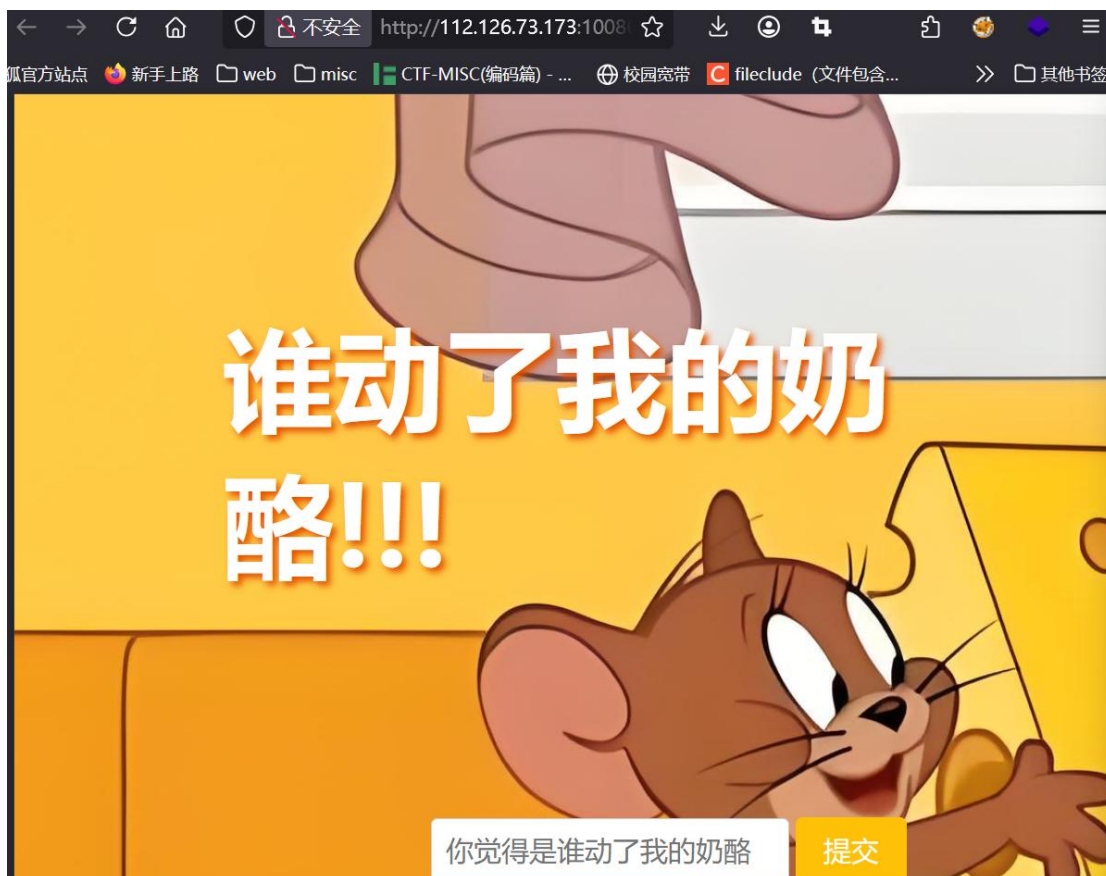 不安全 http://112.126.73.173:1008
狐官方站点 新手上路 web misc CTF-MISC(编码篇) - ... 校园宽带 C fileclude (文件包含... 其他书签
谁动了我的奶
酪!!!
你觉得是谁动了我的奶酪 提交